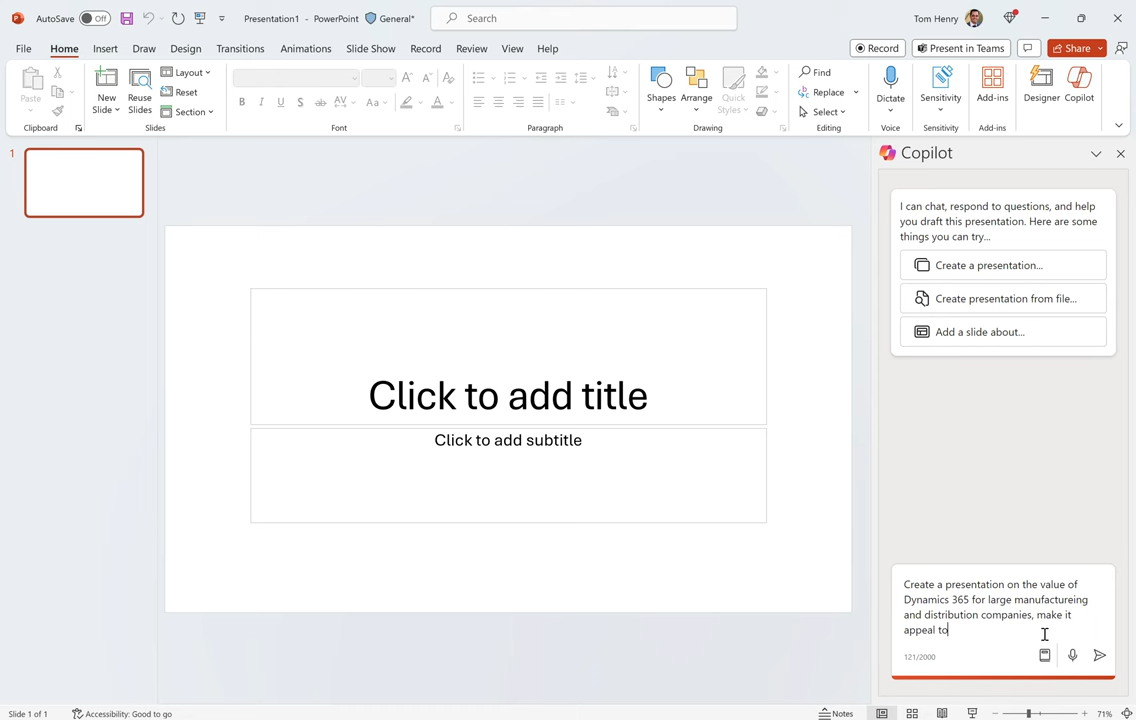 AutoSave Off Presentation1 - PowerPoint General* Search Tom Henry
File Home Insert Draw Design Transitions Animations Slide Show Record Review View Help Record Present in Teams Share
Paste New Slide Reuse Slides Layout Reset Section Shapes Arrange Quick Styles Find Replace Select Dictate Sensitivity Add-ins Designer Copilot
Clipboard Slides Font Paragraph Drawing Editing Voice Sensitivity Add-ins
1
Click to add title
Click to add subtitle
Copilot
I can chat, respond to questions, and help
you draft this presentation. Here are some
things you can try...
Create a presentation...
Create presentation from file...
Add a slide about...
Create a presentation on the value of
Dynamics 365 for large manufactureing
and distribution companies, make it
appeal to
121/2000
Slide 1 of 1 Accessibility: Good to go Notes 71%